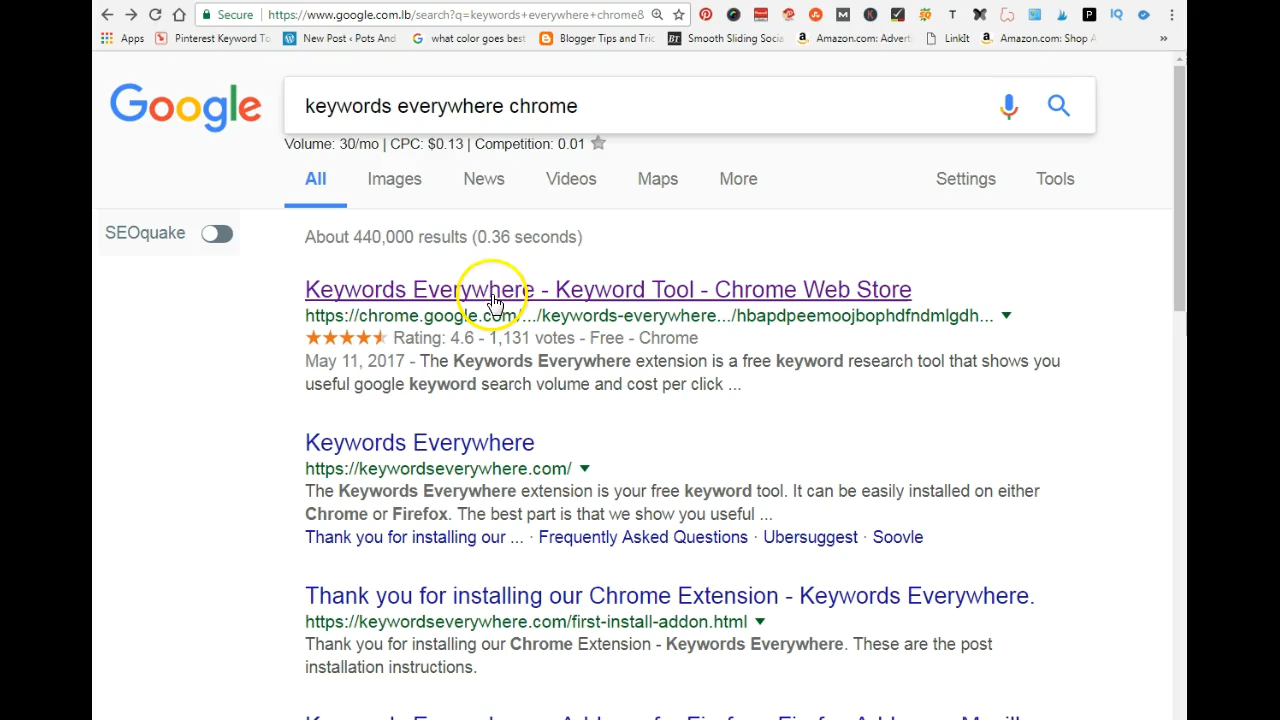 Secure
https://www.google.com.lb/search?q=keywords+everywhere+chrome&
Apps
Pinterest Keyword To
New Post ‹ Pots And
what color goes best
Blogger Tips and Tric
BT
Smooth Sliding Socia
Amazon.com: Advert
LinkIt
Amazon.com: Shop A
»
Google
keywords everywhere chrome
Volume: 30/mo | CPC: $0.13 | Competition: 0.01
All Images News Videos Maps More Settings Tools
SEOquake
About 440,000 results (0.36 seconds)
Keywords Everywhere - Keyword Tool - Chrome Web Store
https://chrome.google.com/.../keywords-everywhere.../hbapdpeemoojbophdfndmlgdh...
Rating: 4.6 - 1,131 votes - Free - Chrome
May 11, 2017 - The Keywords Everywhere extension is a free keyword research tool that shows you
useful google keyword search volume and cost per click ...
Keywords Everywhere
https://keywordseverywhere.com/
The Keywords Everywhere extension is your free keyword tool. It can be easily installed on either
Chrome or Firefox. The best part is that we show you useful ...
Thank you for installing our ... · Frequently Asked Questions · Ubersuggest · Soovle
Thank you for installing our Chrome Extension - Keywords Everywhere.
https://keywordseverywhere.com/first-install-addon.html
Thank you for installing our Chrome Extension - Keywords Everywhere. These are the post
installation instructions.